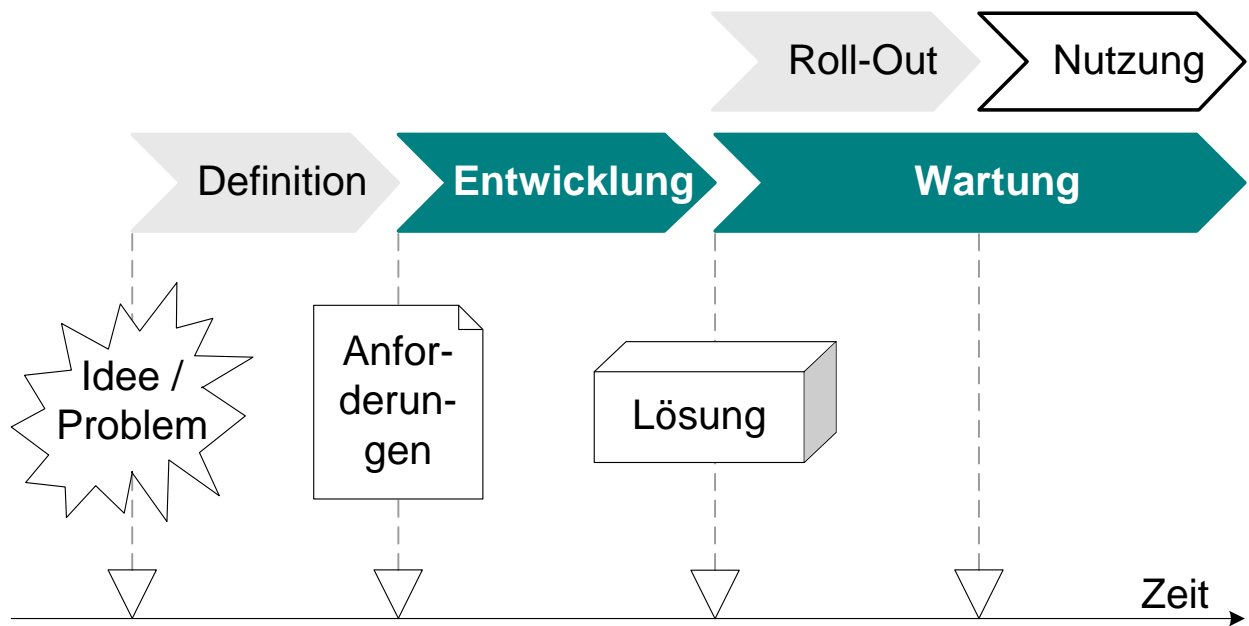 Roll-Out
Nutzung
Definition
Entwicklung
Wartung
Idee /
Problem
Anfor-
derun-
gen
Lösung
Zeit